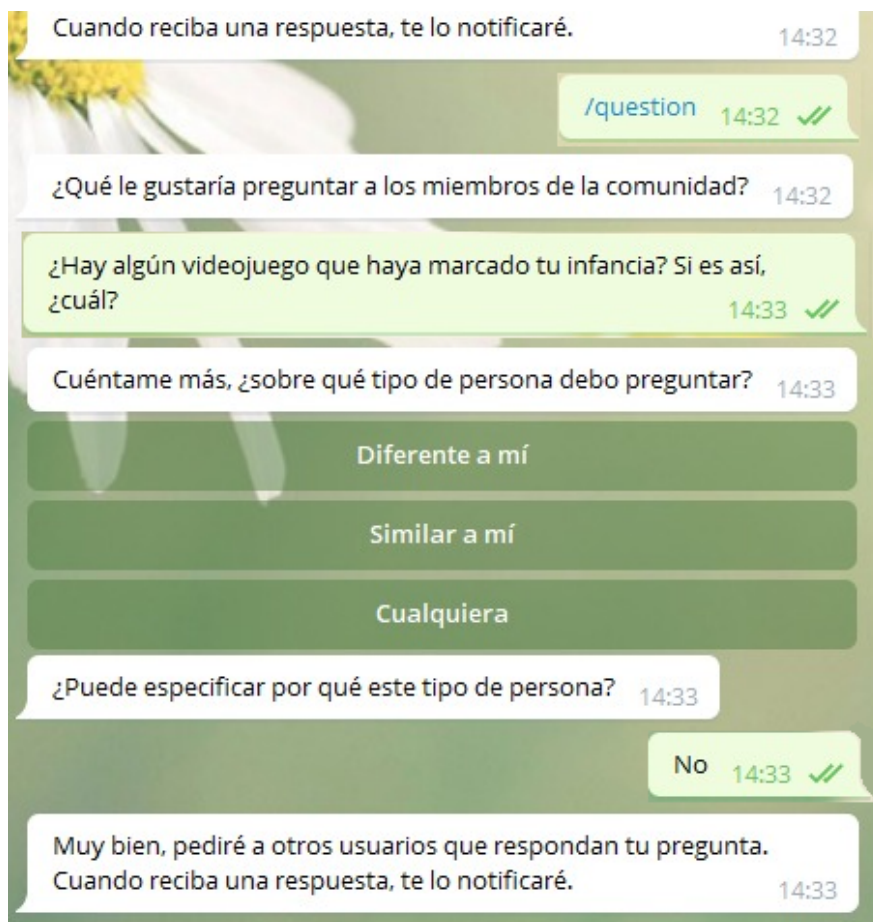 Cuando reciba una respuesta, te lo notificaré.
14:32
/question 14:32
¿Qué le gustaría preguntar a los miembros de la comunidad? 14:32
¿Hay algún videojuego que haya marcado tu infancia? Si es así,
¿cuál?
14:33
Cuéntame más, ¿sobre qué tipo de persona debo preguntar? 14:33
Diferente a mí
Similar a mí
Cualquiera
¿Puede especificar por qué este tipo de persona? 14:33
No 14:33
Muy bien, pediré a otros usuarios que respondan tu pregunta.
Cuando reciba una respuesta, te lo notificaré.
14:33